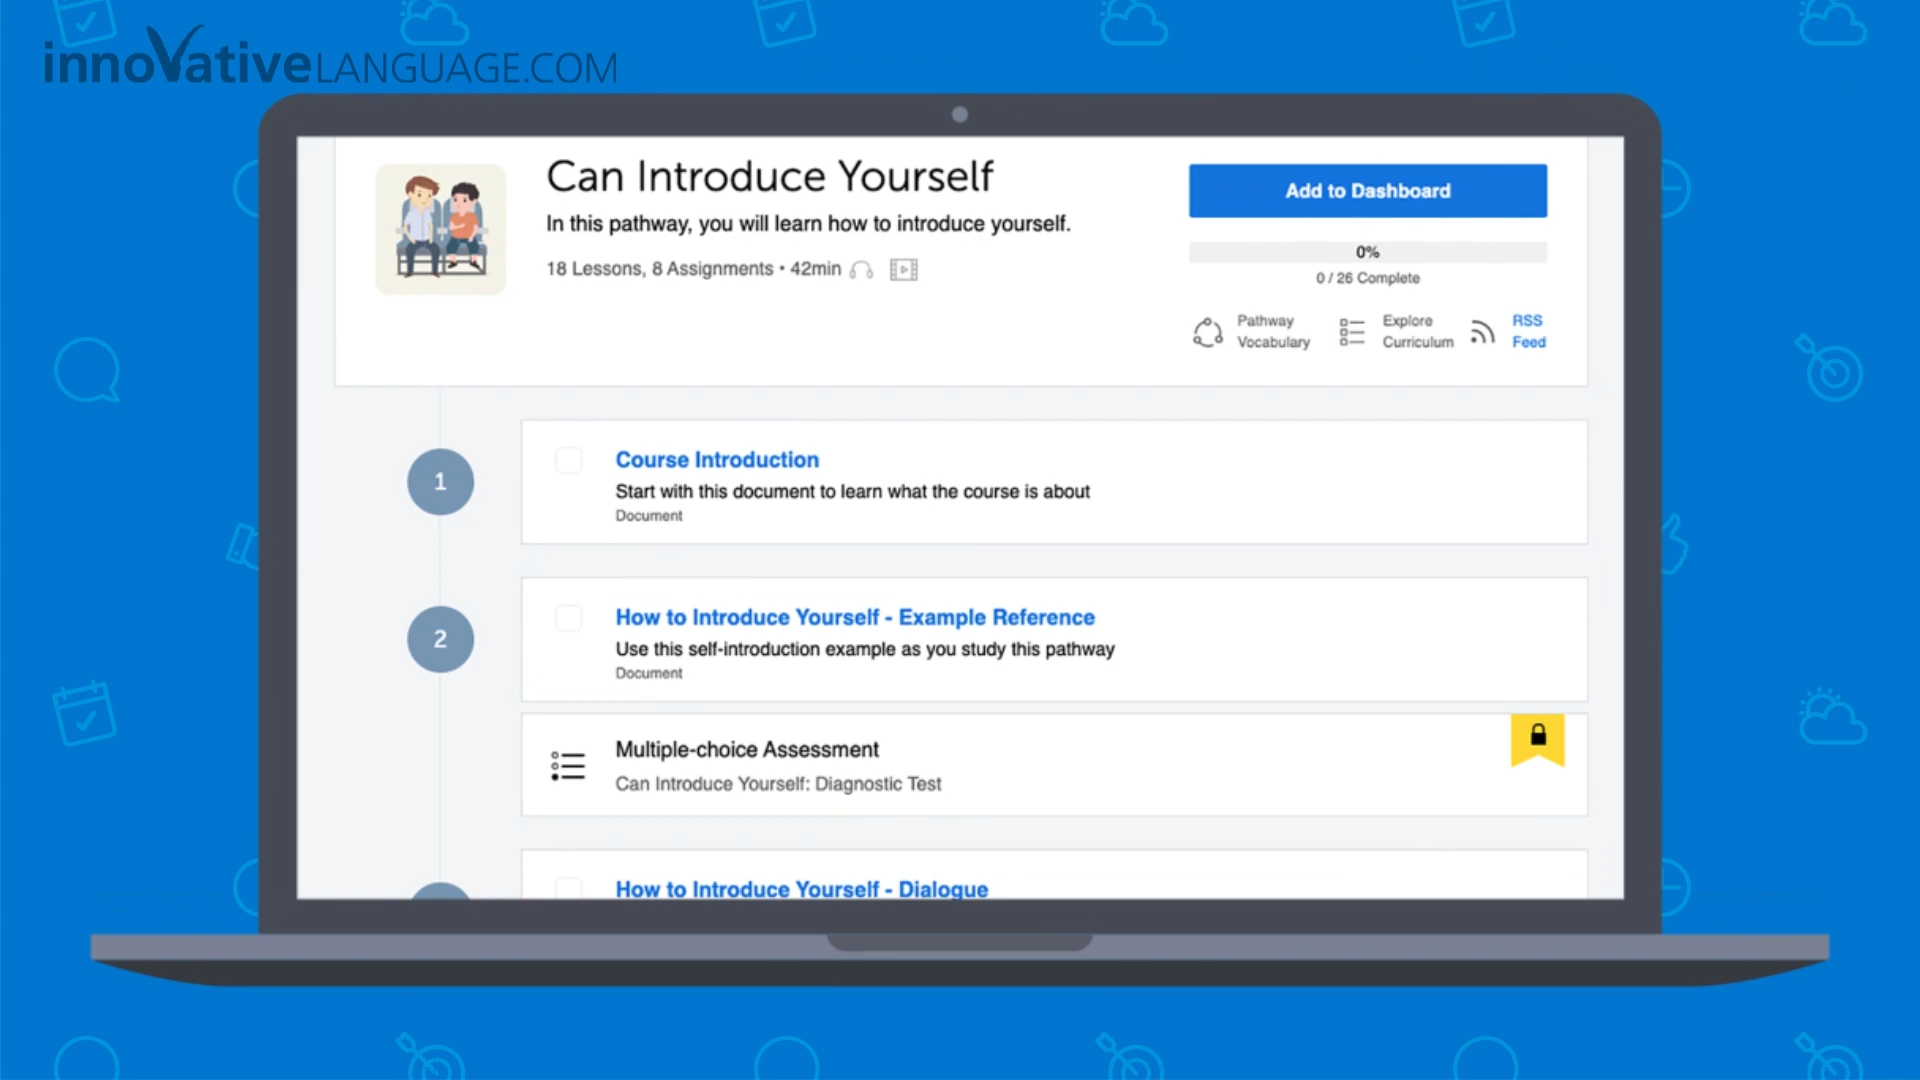 innovative LANGUAGE.COM
Can Introduce Yourself
In this pathway, you will learn how to introduce yourself.
18 Lessons, 8 Assignments • 42min
Add to Dashboard
0%
0 / 26 Complete
Pathway Vocabulary
Explore Curriculum
RSS Feed
1
Course Introduction
Start with this document to learn what the course is about
Document
2
How to Introduce Yourself - Example Reference
Use this self-introduction example as you study this pathway
Document
Multiple-choice Assessment
Can Introduce Yourself: Diagnostic Test
How to Introduce Yourself - Dialogue